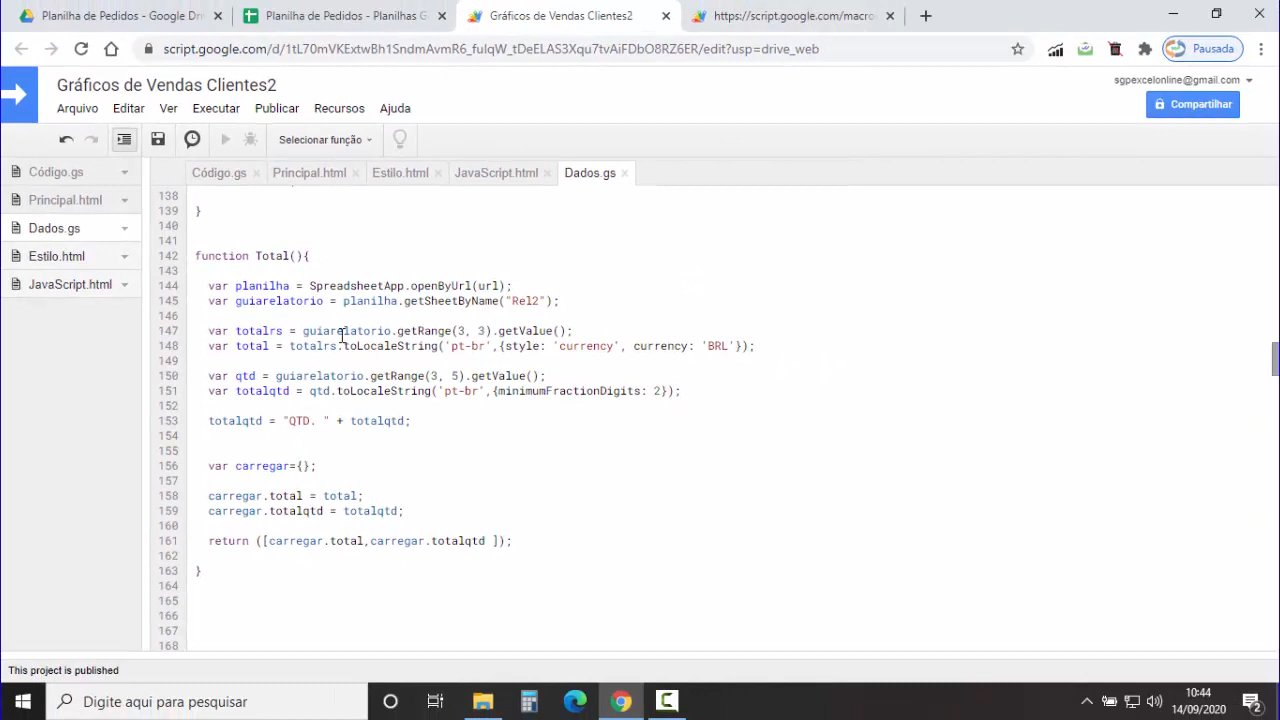 Planilha de Pedidos - Google Dri
Planilha de Pedidos - Planilhas G
Gráficos de Vendas Clientes2
https://script.google.com/macro
script.google.com/d/1tL70mVKExtwBh1SndmAvmR6_fulqW_tDeELAS3Xqu7tvAiFDbO8RZ6ER/edit?usp=drive_web
Pausada
Gráficos de Vendas Clientes2
sgpexcelonline@gmail.com
Arquivo Editar Ver Executar Publicar Recursos Ajuda
Compartilhar
Selecionar função
Código.gs
Principal.html
Dados.gs
Estilo.html
JavaScript.html
Código.gs Principal.html Estilo.html JavaScript.html Dados.gs
138
139 }
140
141
142 function Total(){
143
144 var planilha = SpreadsheetApp.openByUrl(url);
145 var guiarelatorio = planilha.getSheetByName("Rel2");
146
147 var totalrs = guiarelatorio.getRange(3, 3).getValue();
148 var total = totalrs.toLocaleString('pt-br',{style: 'currency', currency: 'BRL'});
149
150 var qtd = guiarelatorio.getRange(3, 5).getValue();
151 var totalqtd = qtd.toLocaleString('pt-br',{minimumFractionDigits: 2});
152
153 totalqtd = "QTD. " + totalqtd;
154
155
156 var carregar={};
157
158 carregar.total = total;
159 carregar.totalqtd = totalqtd;
160
161 return ([carregar.total,carregar.totalqtd ]);
162
163 }
164
165
166
167
168
This project is published
Digite aqui para pesquisar
10:44
14/09/2020
2